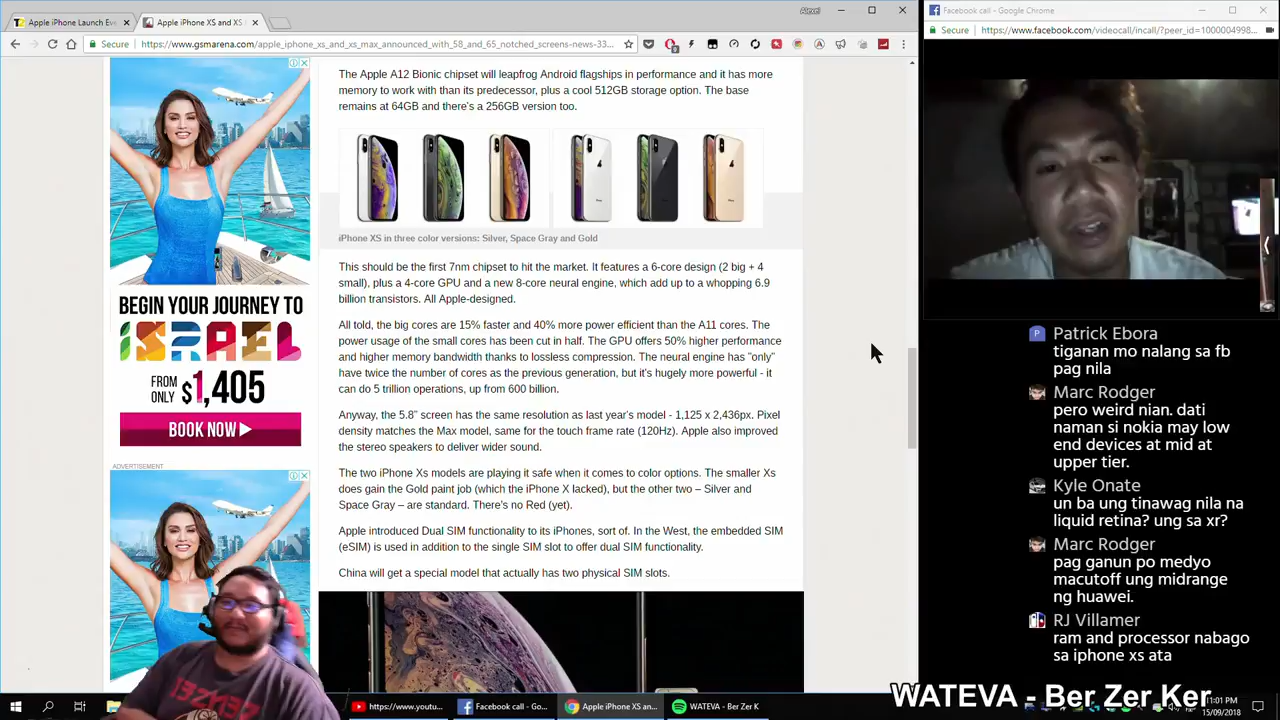 Apple iPhone Launch Eve
Apple iPhone XS and XS
Alexel
Facebook call - Google Chrome
Secure
https://www.gsmarena.com/apple_iphone_xs_and_xs_max_announced_with_58_and_65_notched_screens-news-33...
Secure
https://www.facebook.com/videocall/incall/?peer_id=1000004998...
The Apple A12 Bionic chipset will leapfrog Android flagships in performance and it has more
memory to work with than its predecessor, plus a cool 512GB storage option. The base
remains at 64GB and there's a 256GB version too.
iPhone XS in three color versions: Silver, Space Gray and Gold
This should be the first 7nm chipset to hit the market. It features a 6-core design (2 big + 4
small), plus a 4-core GPU and a new 8-core neural engine, which add up to a whopping 6.9
billion transistors. All Apple-designed.
All told, the big cores are 15% faster and 40% more power efficient than the A11 cores. The
power usage of the small cores has been cut in half. The GPU offers 50% higher performance
and higher memory bandwidth thanks to lossless compression. The neural engine has "only"
have twice the number of cores as the previous generation, but it's hugely more powerful - it
can do 5 trillion operations, up from 600 billion.
Anyway, the 5.8" screen has the same resolution as last year's model - 1,125 x 2,436px. Pixel
density matches the Max model, same for the touch frame rate (120Hz). Apple also improved
the stereo speakers to deliver wider sound.
The two iPhone Xs models are playing it safe when it comes to color options. The smaller Xs
does gain the Gold paint job (which the iPhone X lacked), but the other two – Silver and
Space Gray – are standard. There's no Red (yet).
Apple introduced Dual SIM functionality to its iPhones, sort of. In the West, the embedded SIM
(eSIM) is used in addition to the single SIM slot to offer dual SIM functionality.
China will get a special model that actually has two physical SIM slots.
BEGIN YOUR JOURNEY TO
ISRAEL
FROM
ONLY $1,405
BOOK NOW
ADVERTISEMENT
P
Patrick Ebora
tiganan mo nalang sa fb
pag nila
Marc Rodger
pero weird nian. dati
naman si nokia may low
end devices at mid at
upper tier.
Kyle Onate
un ba ung tinawag nila na
liquid retina? ung sa xr?
Marc Rodger
pag ganun po medyo
macutoff ung midrange
ng huawei.
RJ Villamer
ram and processor nabago
sa iphone xs ata
WATEVA - Ber Zer Ker
https://www.youtu...
Facebook call - Go...
Apple iPhone XS an...
WATEVA - Ber Zer K
11:01 PM
15/09/2018